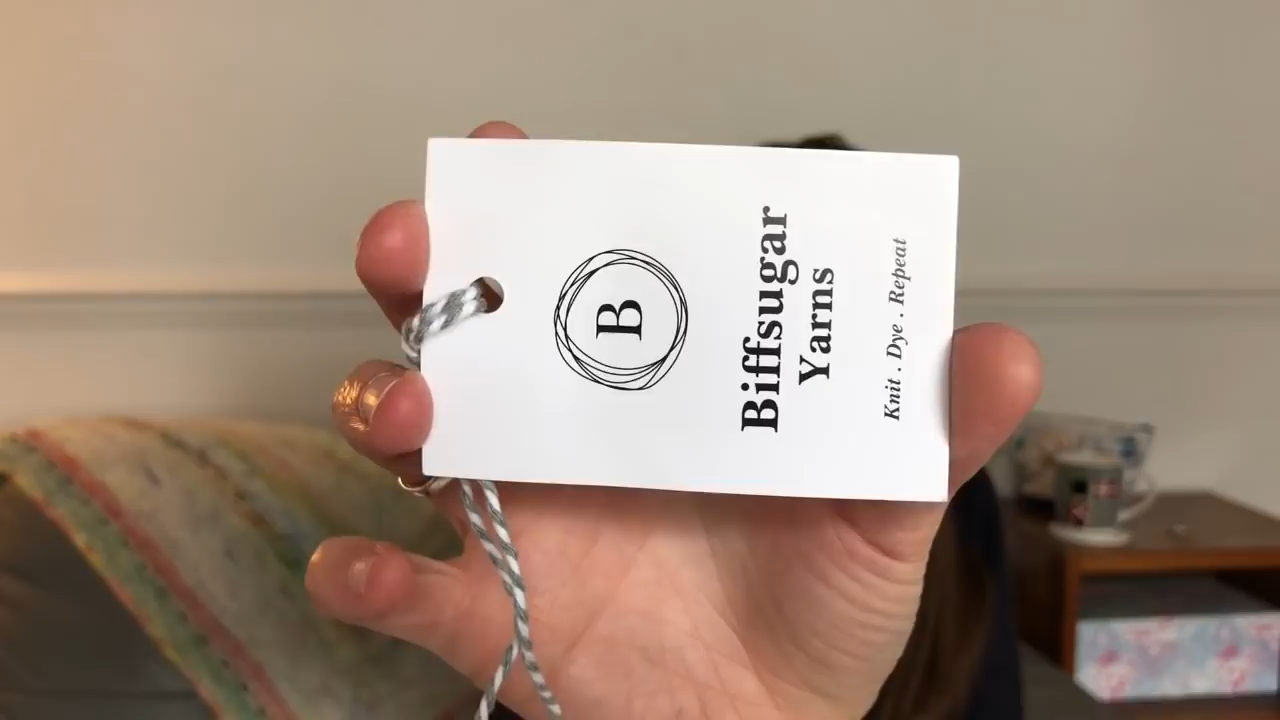 B
Biffsugar
Yarns
Knit . Dye . Repeat